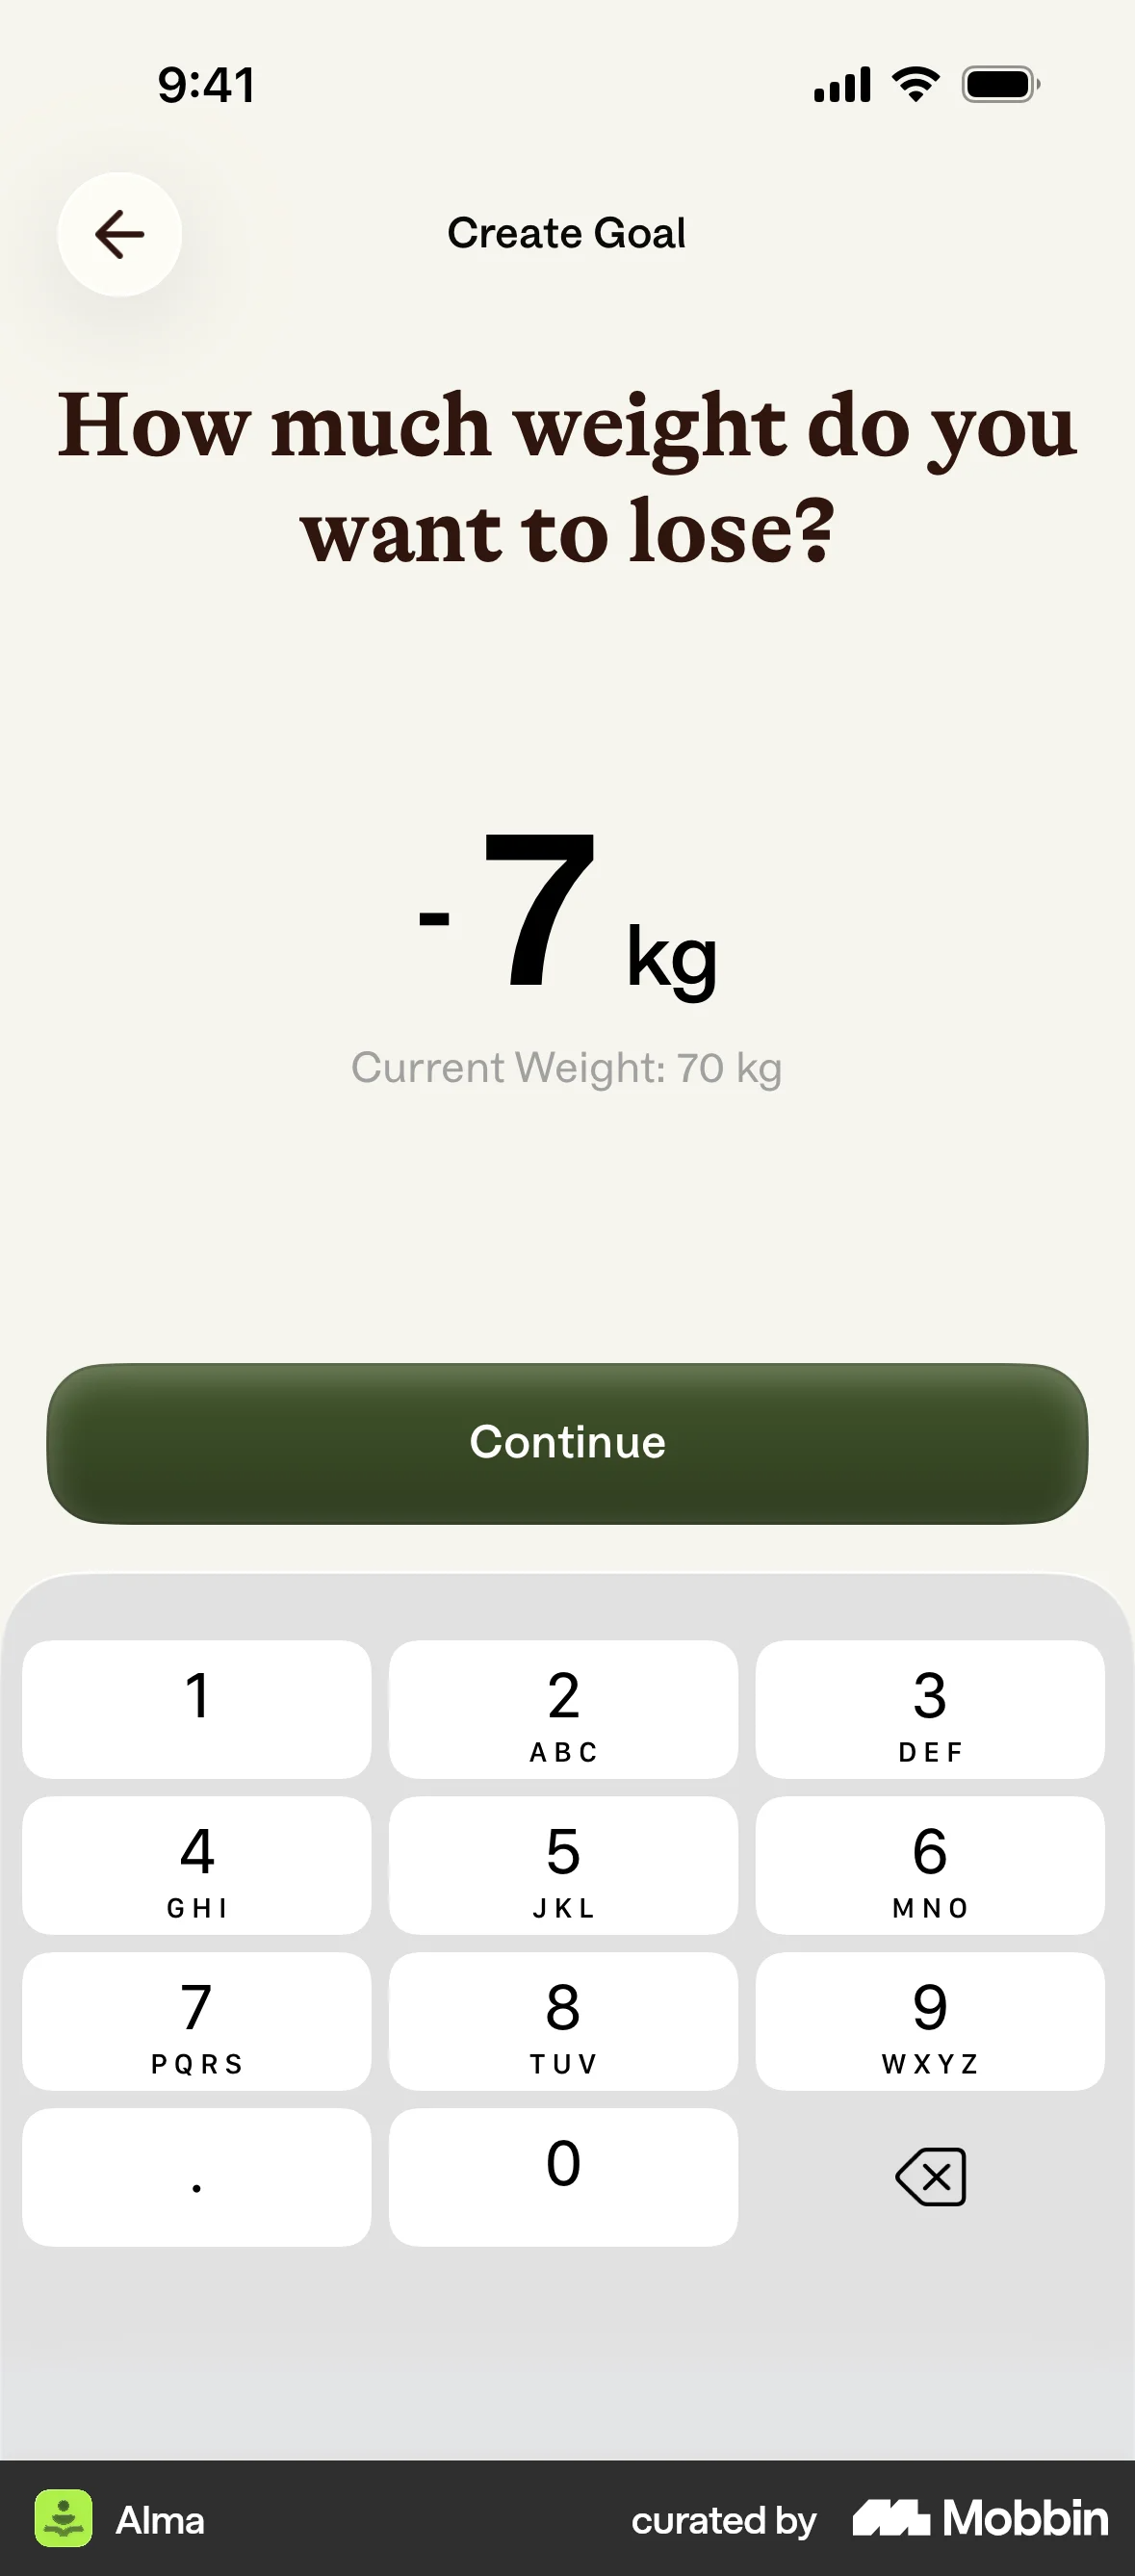 9:41
Create Goal
How much weight do you
want to lose?
-7 kg
Current Weight: 70 kg
Continue
1
2
ABC
3
DEF
4
GHI
5
JKL
6
MNO
7
PQRS
8
TUV
9
WXYZ
.
0
Alma
curated by Mobbin